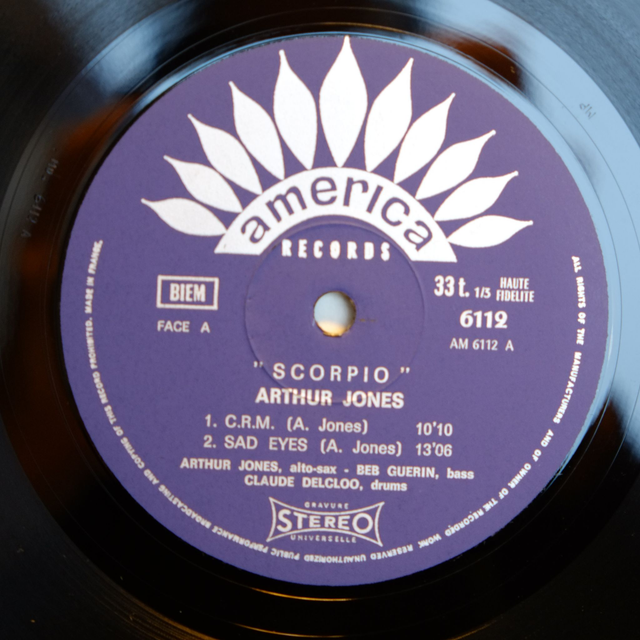 america
RECORDS
BIEM
FACE A
33 t. 1/3 HAUTE FIDELITE
6112
AM 6112 A
"SCORPIO"
ARTHUR JONES
1. C.R.M. (A. Jones) 10'10
2. SAD EYES (A. Jones) 13'06
ARTHUR JONES, alto-sax - BEB GUERIN, bass
CLAUDE DELCLOO, drums
GRAVURE
STEREO
UNIVERSELLE
ALL RIGHTS OF THE MANUFACTURERS AND OF OWNER OF THE RECORDED WORK RESERVED UNAUTHORIZED PUBLIC PERFORMANCE BROADCASTING AND COPYING OF THIS RECORD PROHIBITED. MADE IN FRANCE.